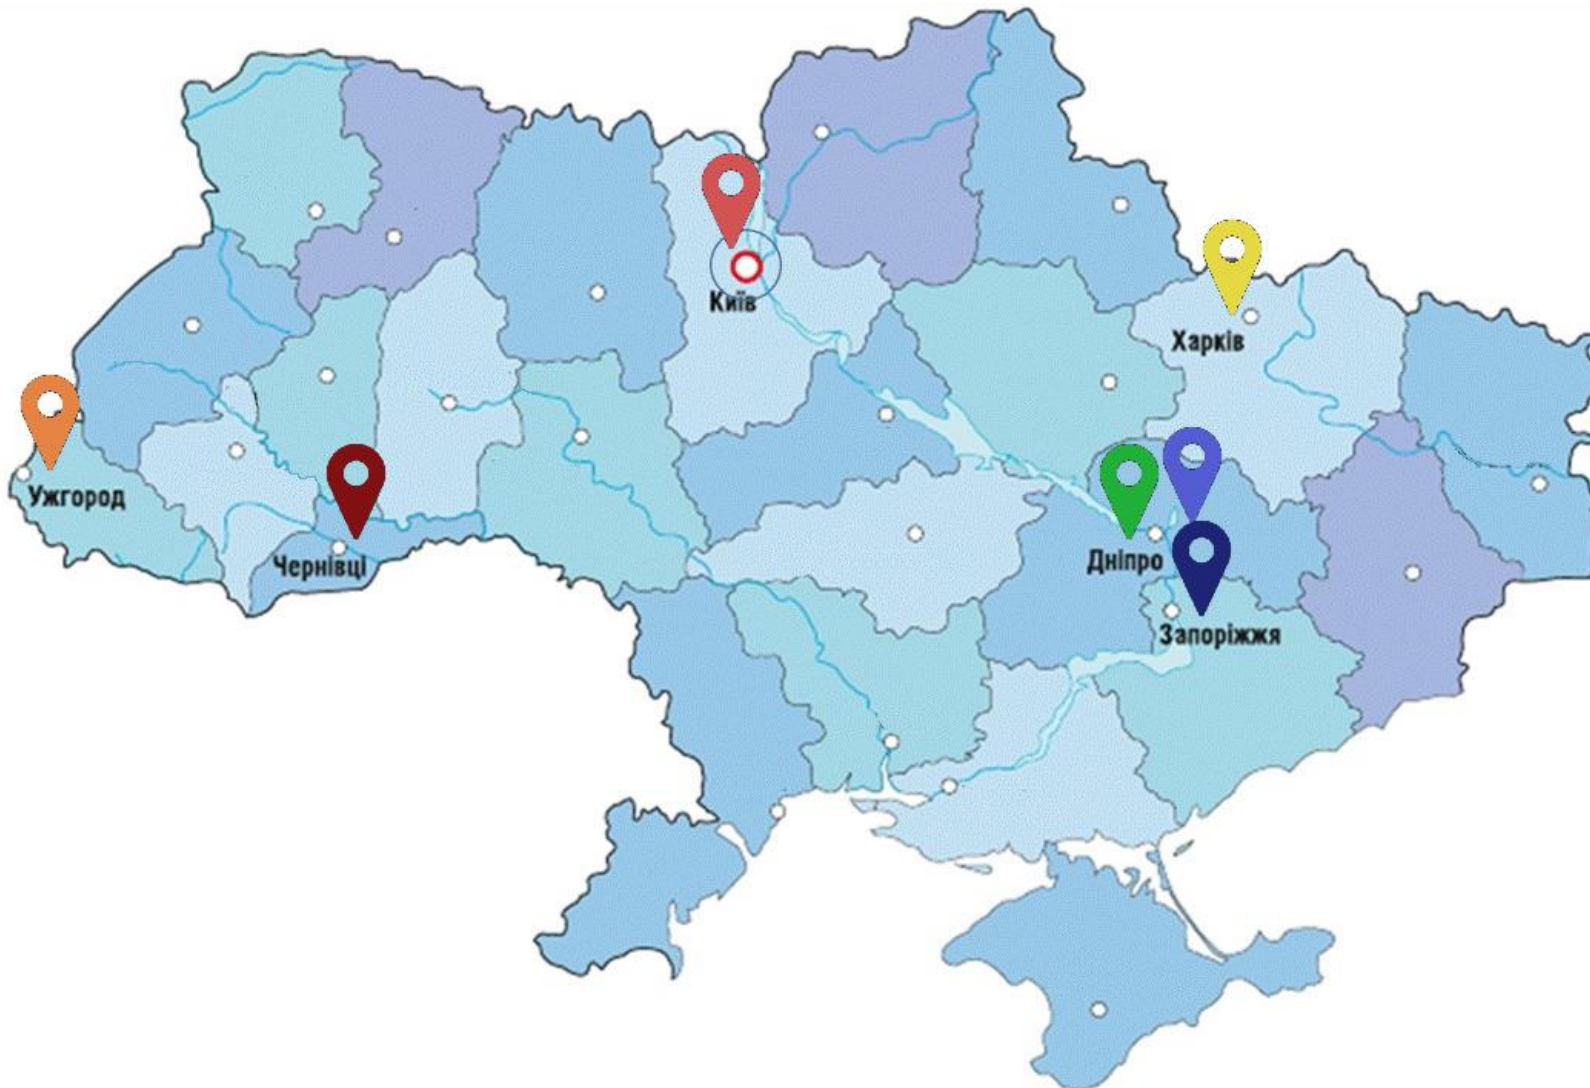 Київ
Харків
Ужгород
Чернівці
Дніпро
Запоріжжя